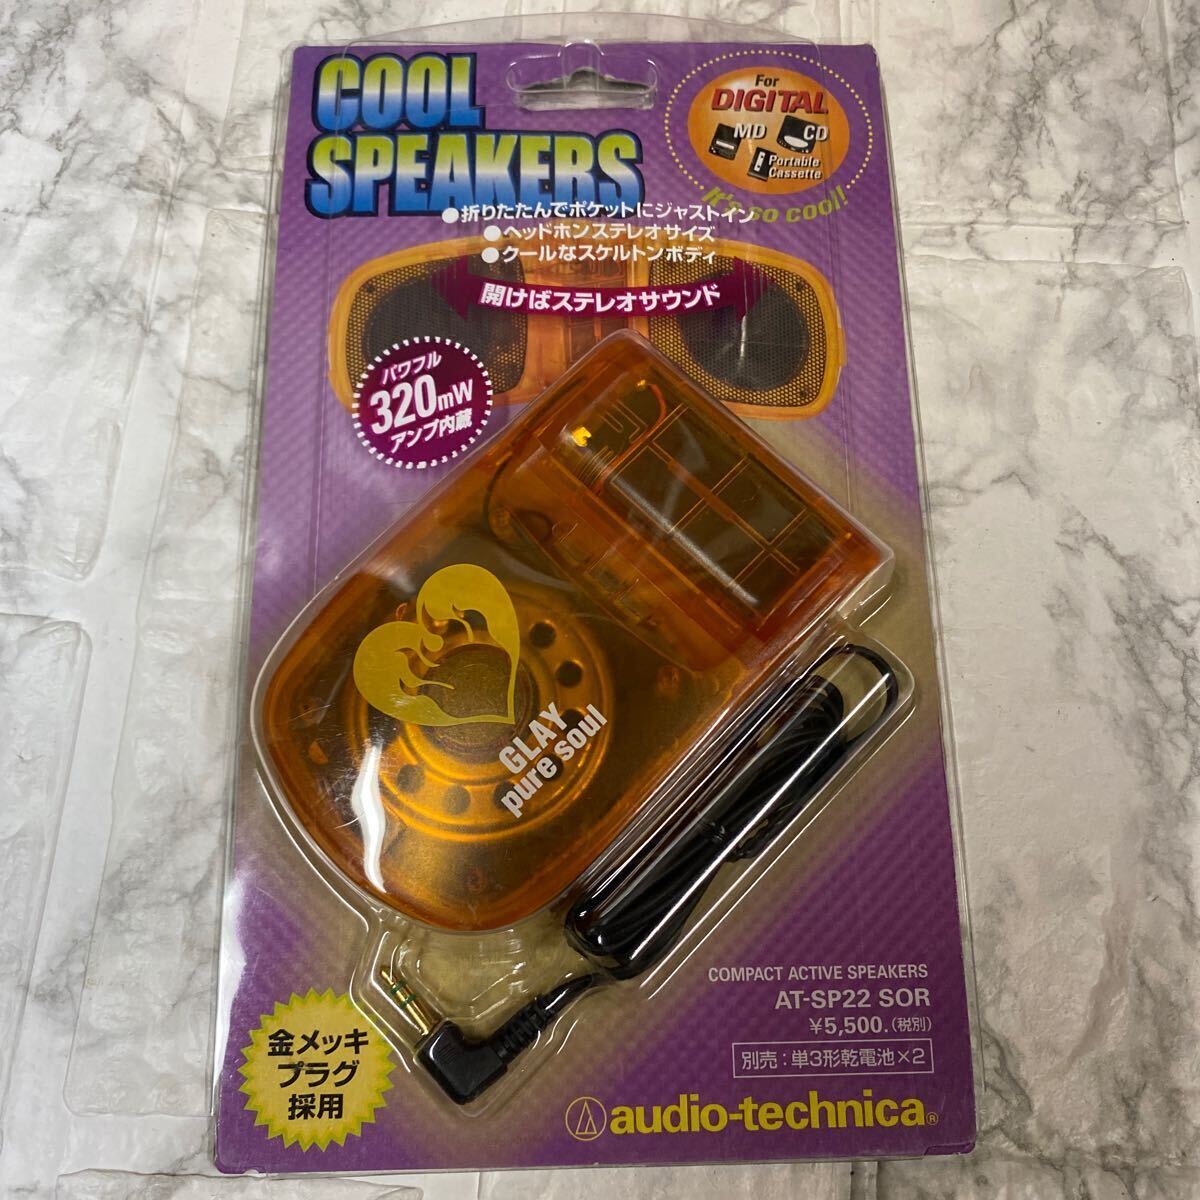 COOL
SPEAKERS
For
DIGITAL
MD
CD
Portable
Cassette
It's so cool!
●折りたたんでポケットにジャストイン
●ヘッドホンステレオサイズ
●クールなスケルトンボディ
開けばステレオサウンド
パワフル
320mW
アンプ内蔵
GLAY
pure soul
COMPACT ACTIVE SPEAKERS
AT-SP22 SOR
¥5,500.(税別)
別売:単3形乾電池×2
金メッキ
プラグ
採用
audio-technica®